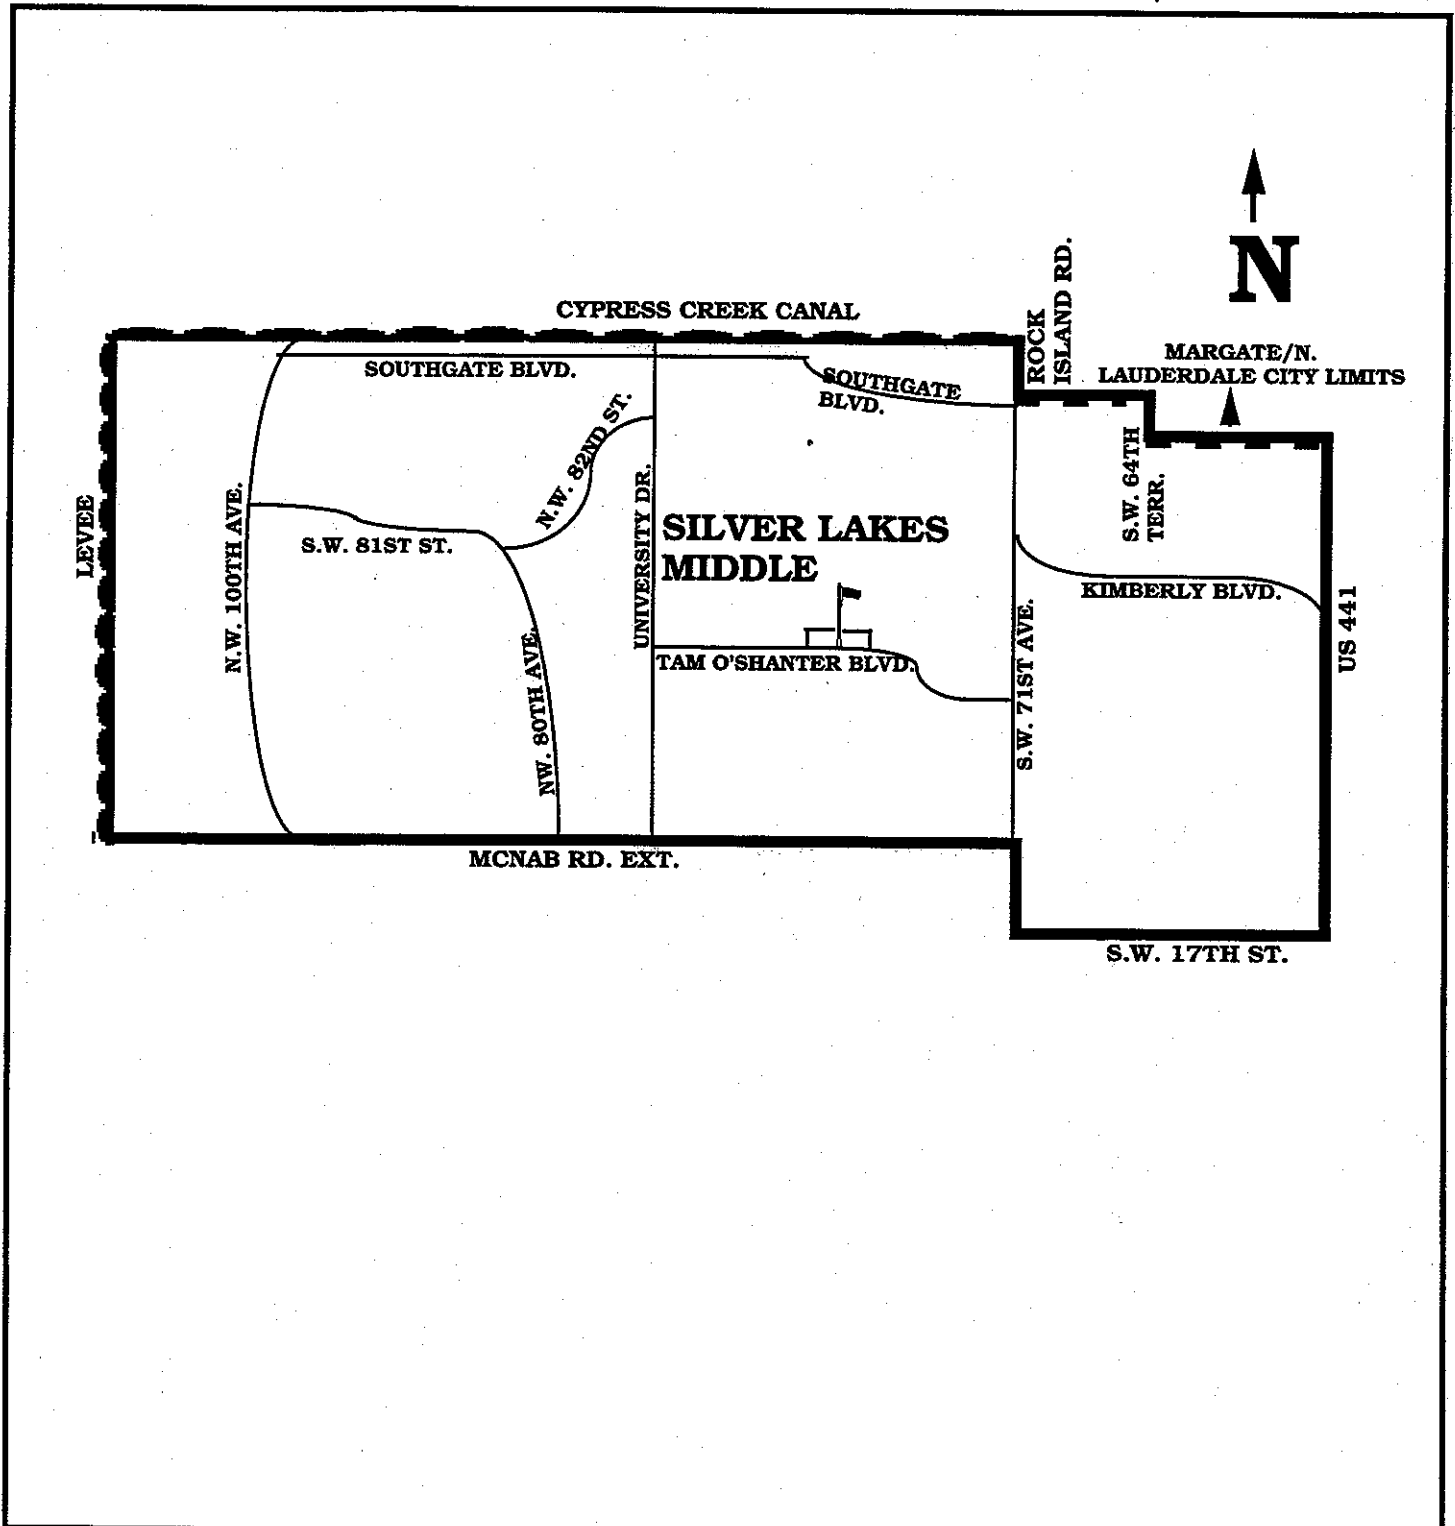 N
CYPRESS CREEK CANAL
ROCK
ISLAND RD.
MARGATE/N.
LAUDERDALE CITY LIMITS
SOUTHGATE BLVD.
SOUTHGATE
BLVD.
N.W. 82ND ST.
S.W. 64TH
TERR.
LEVEE
N.W. 100TH AVE.
S.W. 81ST ST.
UNIVERSITY DR.
SILVER LAKES
MIDDLE
KIMBERLY BLVD.
US 441
NW. 80TH AVE.
TAM O'SHANTER BLVD.
S.W. 71ST AVE.
MCNAB RD. EXT.
S.W. 17TH ST.